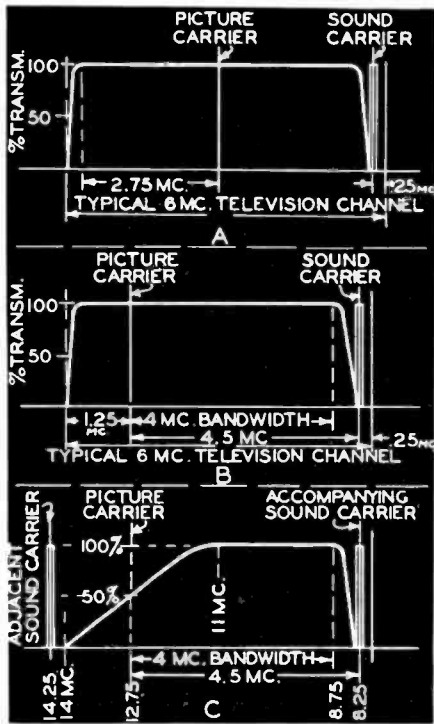 PICTURE CARRIER
SOUND CARRIER
% TRANSM.
100
50
2.75 MC.
.25 MC
TYPICAL 6 MC. TELEVISION CHANNEL
A
PICTURE CARRIER
SOUND CARRIER
% TRANSM.
100
50
1.25 MC
4 MC. BANDWIDTH
4.5 MC
.25 MC
TYPICAL 6 MC. TELEVISION CHANNEL
B
ADJACENT SOUND CARRIER
PICTURE CARRIER
ACCOMPANYING SOUND CARRIER
100%
50%
11 MC.
4 MC. BANDWIDTH
4.5 MC.
14.25
14 MC.
12.75
8.75
8.25
C